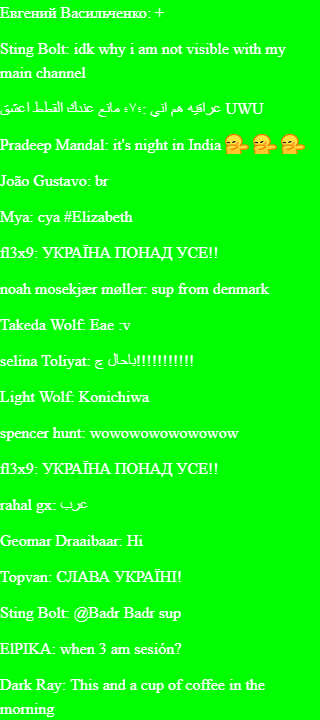 Евгений Васильченко: +
Sting Bolt: idk why i am not visible with my
main channel
عراقيه هم اني :؛٧؛ مانع عندك القطط اعشق UWU
Pradeep Mandal: it's night in India
João Gustavo: br
Mya: cya #Elizabeth
fl3x9: УКРАЇНА ПОНАД УСЕ!!
noah mosekjær møller: sup from denmark
Takeda Wolf: Eae :v
selina Toliyat: باحال چ!!!!!!!!!!!
Light Wolf: Konichiwa
spencer hunt: wowowowowowowow
fl3x9: УКРАЇНА ПОНАД УСЕ!!
rahal gx: عرب
Geomar Draaibaar: Hi
Topvan: СЛАВА УКРАЇНІ!
Sting Bolt: @Badr Badr sup
ElPIKA: when 3 am sesión?
Dark Ray: This and a cup of coffee in the
morning